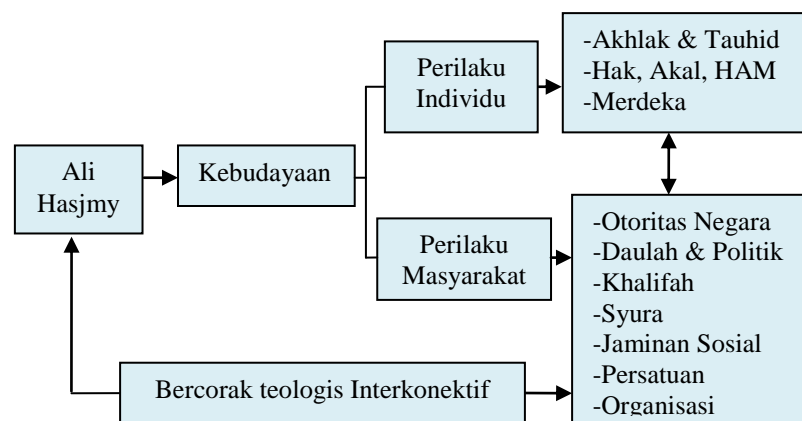 Ali
Hasjmy
Kebudayaan
Perilaku
Individu
-Akhlak & Tauhid
-Hak, Akal, HAM
-Merdeka
Perilaku
Masyarakat
-Otoritas Negara
-Daulah & Politik
-Khalifah
-Syura
-Jaminan Sosial
-Persatuan
-Organisasi
Bercorak teologis Interkonektif